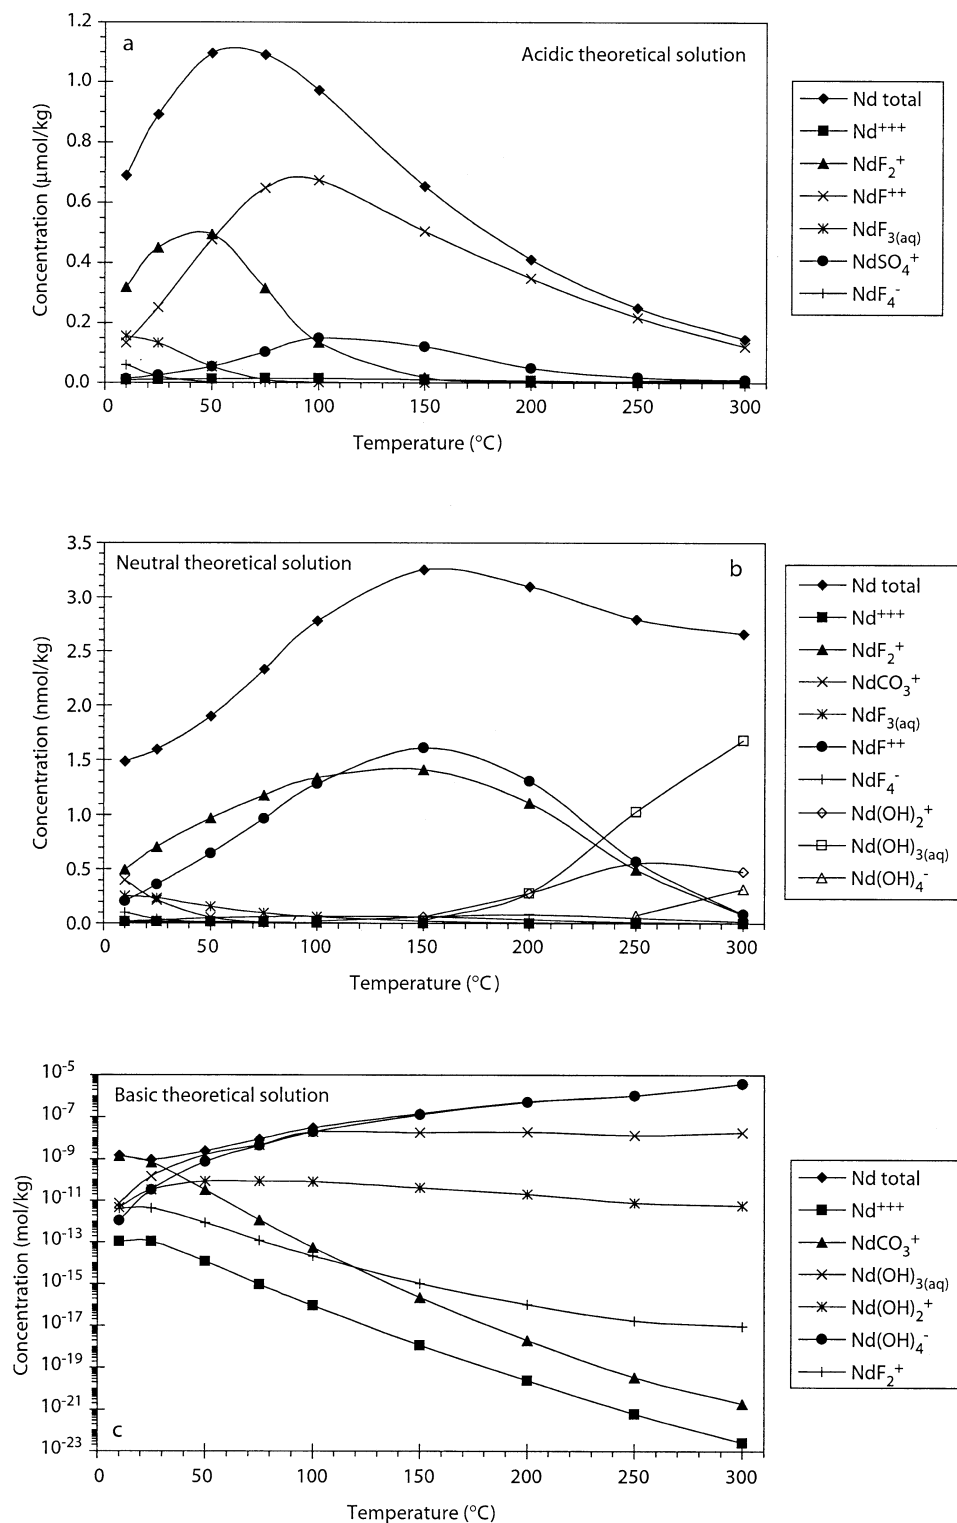 a
Acidic theoretical solution
1.2
1.0
0.8
0.6
0.4
0.2
0.0
Concentration (μmol/kg)
0 50 100 150 200 250 300
Temperature (°C)
Nd total
Nd+++
NdF2+
NdF++
NdF3(aq)
NdSO4+
NdF4-
Neutral theoretical solution
b
3.5
3.0
2.5
2.0
1.5
1.0
0.5
0.0
Concentration (nmol/kg)
0 50 100 150 200 250 300
Temperature (°C)
Nd total
Nd+++
NdF2+
NdCO3+
NdF3(aq)
NdF++
NdF4-
Nd(OH)2+
Nd(OH)3(aq)
Nd(OH)4-
Basic theoretical solution
c
10-5
10-7
10-9
10-11
10-13
10-15
10-17
10-19
10-21
10-23
Concentration (mol/kg)
0 50 100 150 200 250 300
Temperature (°C)
Nd total
Nd+++
NdCO3+
Nd(OH)3(aq)
Nd(OH)2+
Nd(OH)4-
NdF2+